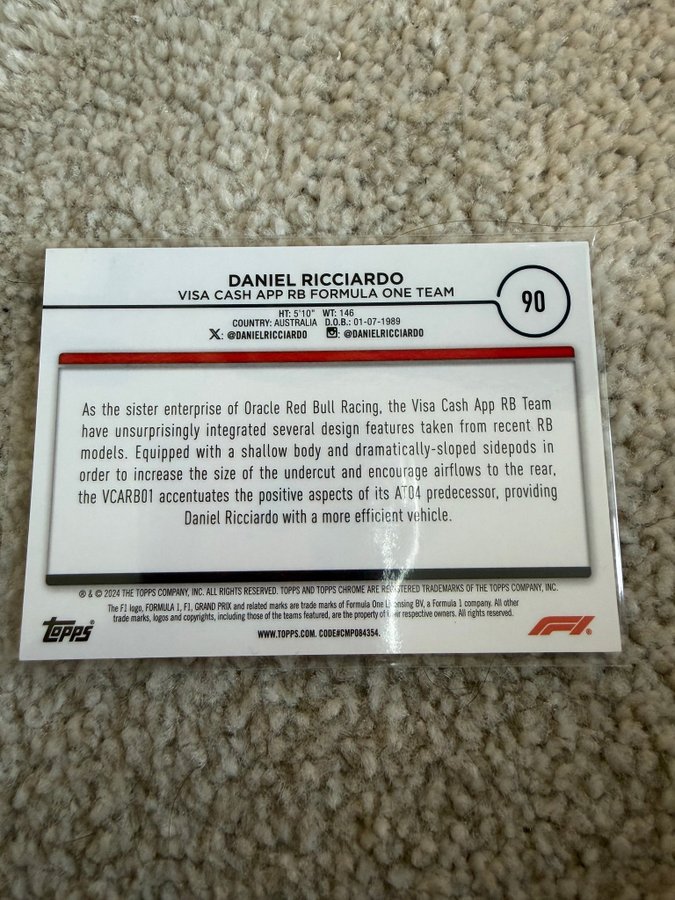 DANIEL RICCIARDO
VISA CASH APP RB FORMULA ONE TEAM
90
HT: 5'10" WT: 146
COUNTRY: AUSTRALIA D.O.B.: 01-07-1989
X: @DANIELRICCIARDO : @DANIELRICCIARDO
As the sister enterprise of Oracle Red Bull Racing, the Visa Cash App RB Team
have unsurprisingly integrated several design features taken from recent RB
models. Equipped with a shallow body and dramatically-sloped sidepods in
order to increase the size of the undercut and encourage airflows to the rear,
the VCARB01 accentuates the positive aspects of its AT04 predecessor, providing
Daniel Ricciardo with a more efficient vehicle.
® & © 2024 THE TOPPS COMPANY, INC. ALL RIGHTS RESERVED. TOPPS AND TOPPS CHROME ARE REGISTERED TRADEMARKS OF THE TOPPS COMPANY, INC.
The F1 logo, FORMULA 1, F1, GRAND PRIX and related marks are trade marks of Formula One Licensing BV, a Formula 1 company. All other
trade marks, logos and copyrights, including those of the teams featured, are the property of their respective owners. All rights reserved.
Topps®
WWW.TOPPS.COM. CODE#CMP084354.
F1®